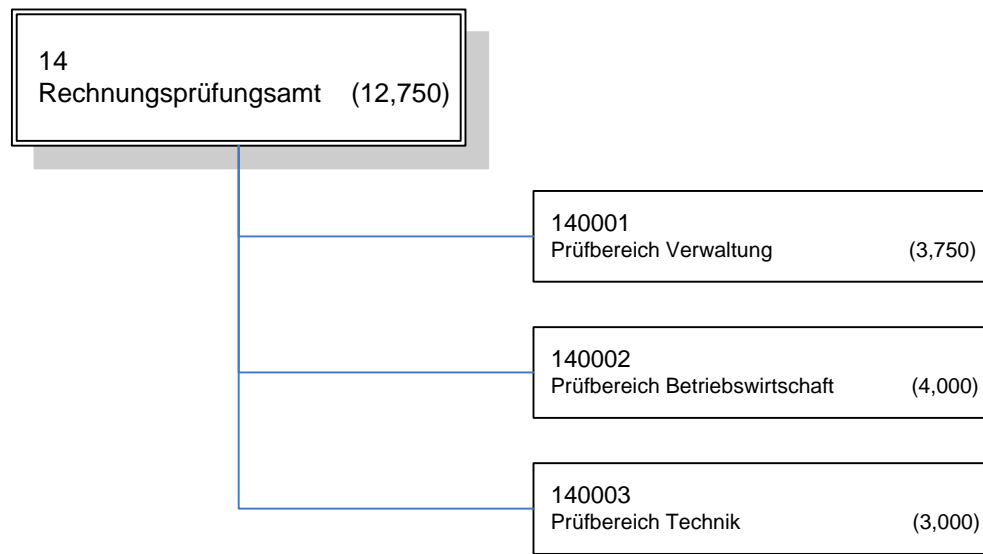 14
Rechnungsprüfungsamt (12,750)
140001
Prüfbereich Verwaltung (3,750)
140002
Prüfbereich Betriebswirtschaft (4,000)
140003
Prüfbereich Technik (3,000)